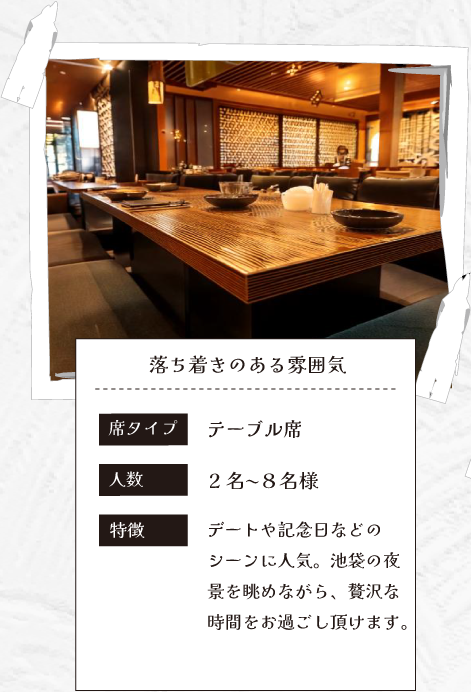 落ち着きのある雰囲気
席タイプ テーブル席
人数 2名~8名様
特徴 デートや記念日などの
シーンに人気。池袋の夜
景を眺めながら、贅沢な
時間をお過ごし頂けます。